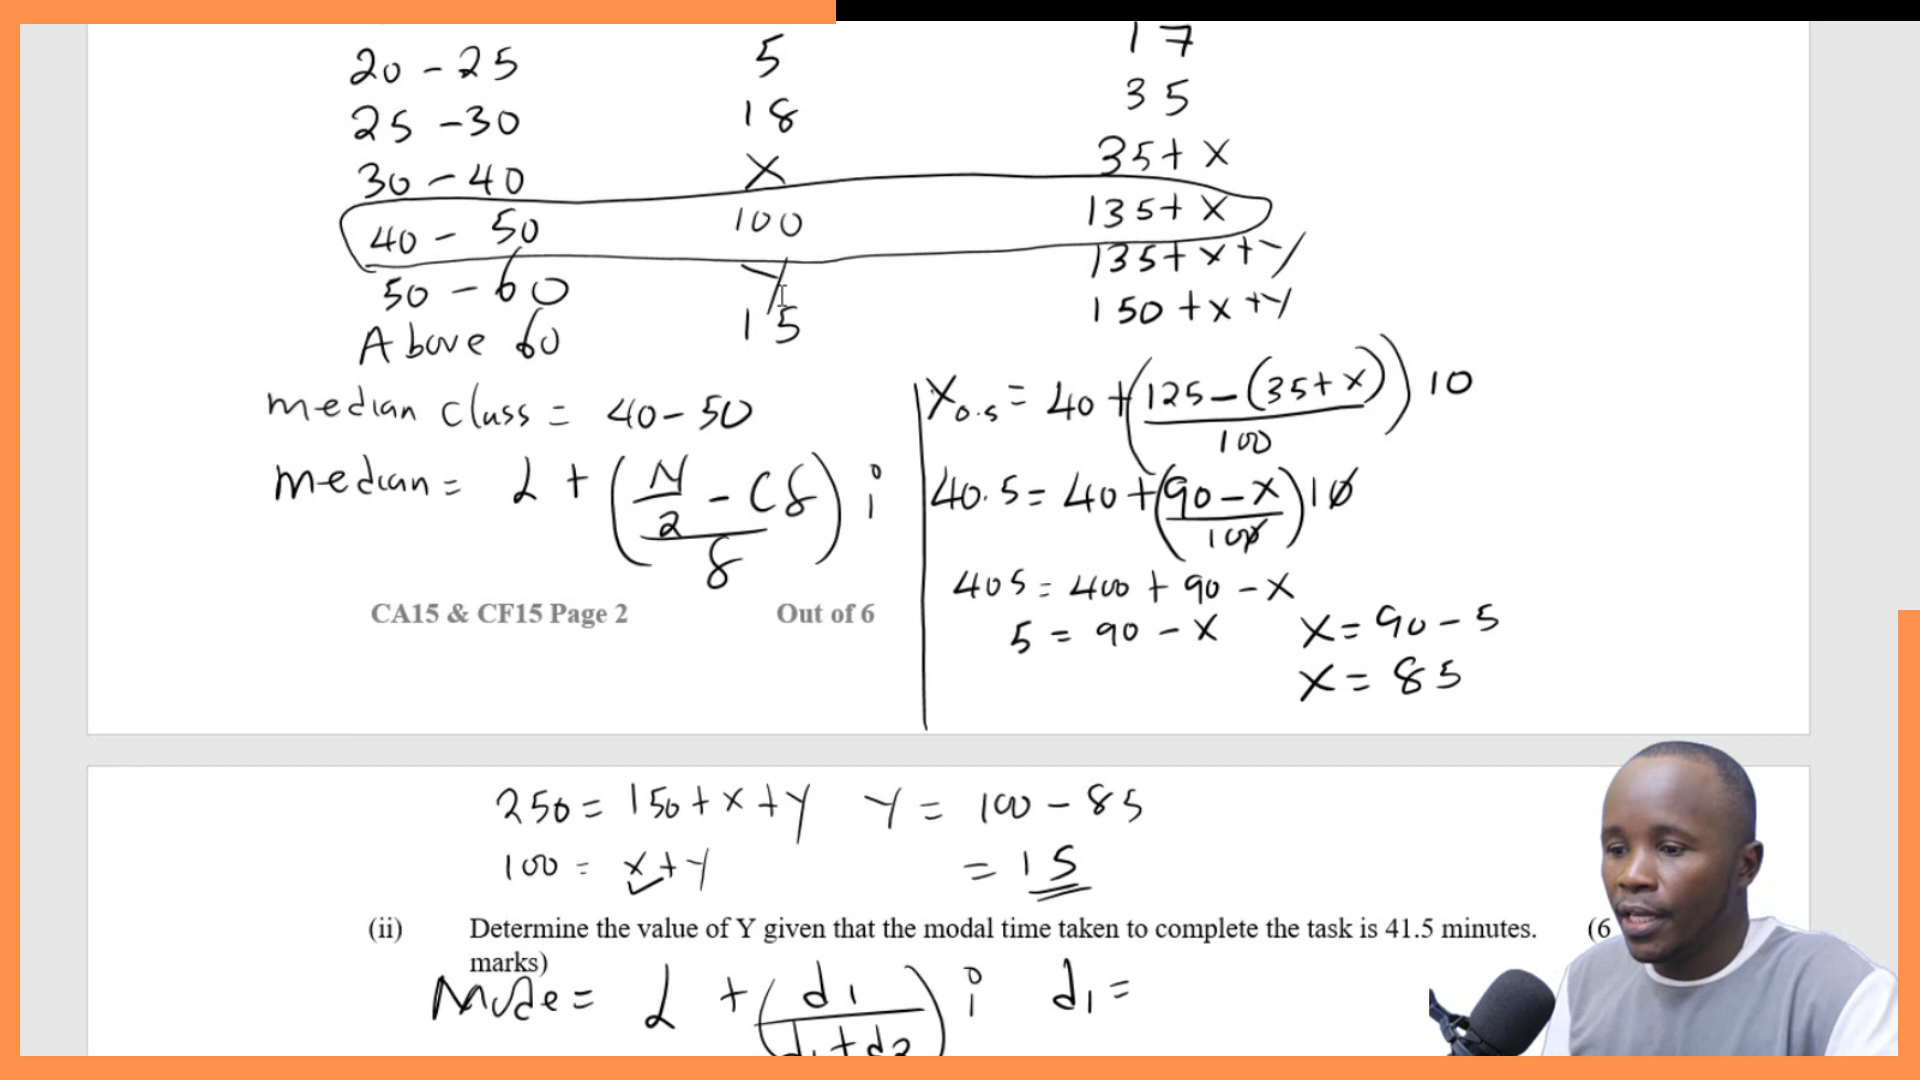 20 - 25 5 17
25 - 30 18 35
30 - 40 X 35 + X
40 - 50 100 135 + X
50 - 60 Y 135 + X + Y
Above 60 15 150 + X + Y
median class = 40 - 50
median = L + (N/2 - Cf / f) i
X0.5 = 40 + (125 - (35 + X) / 100) 10
40.5 = 40 + (90 - X / 100) 10
405 = 400 + 90 - X
5 = 90 - X X = 90 - 5
X = 85
CA15 & CF15 Page 2 Out of 6
250 = 150 + X + Y Y = 100 - 85
100 = X + Y = 15
(ii) Determine the value of Y given that the modal time taken to complete the task is 41.5 minutes. (6
marks)
Mode = L + (d1 / d1 + d2) i d1 =